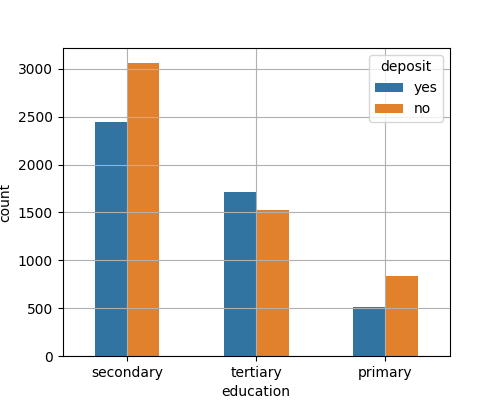 deposit
yes
no
3000
2500
2000
1500
1000
500
0
count
secondary
tertiary
primary
education